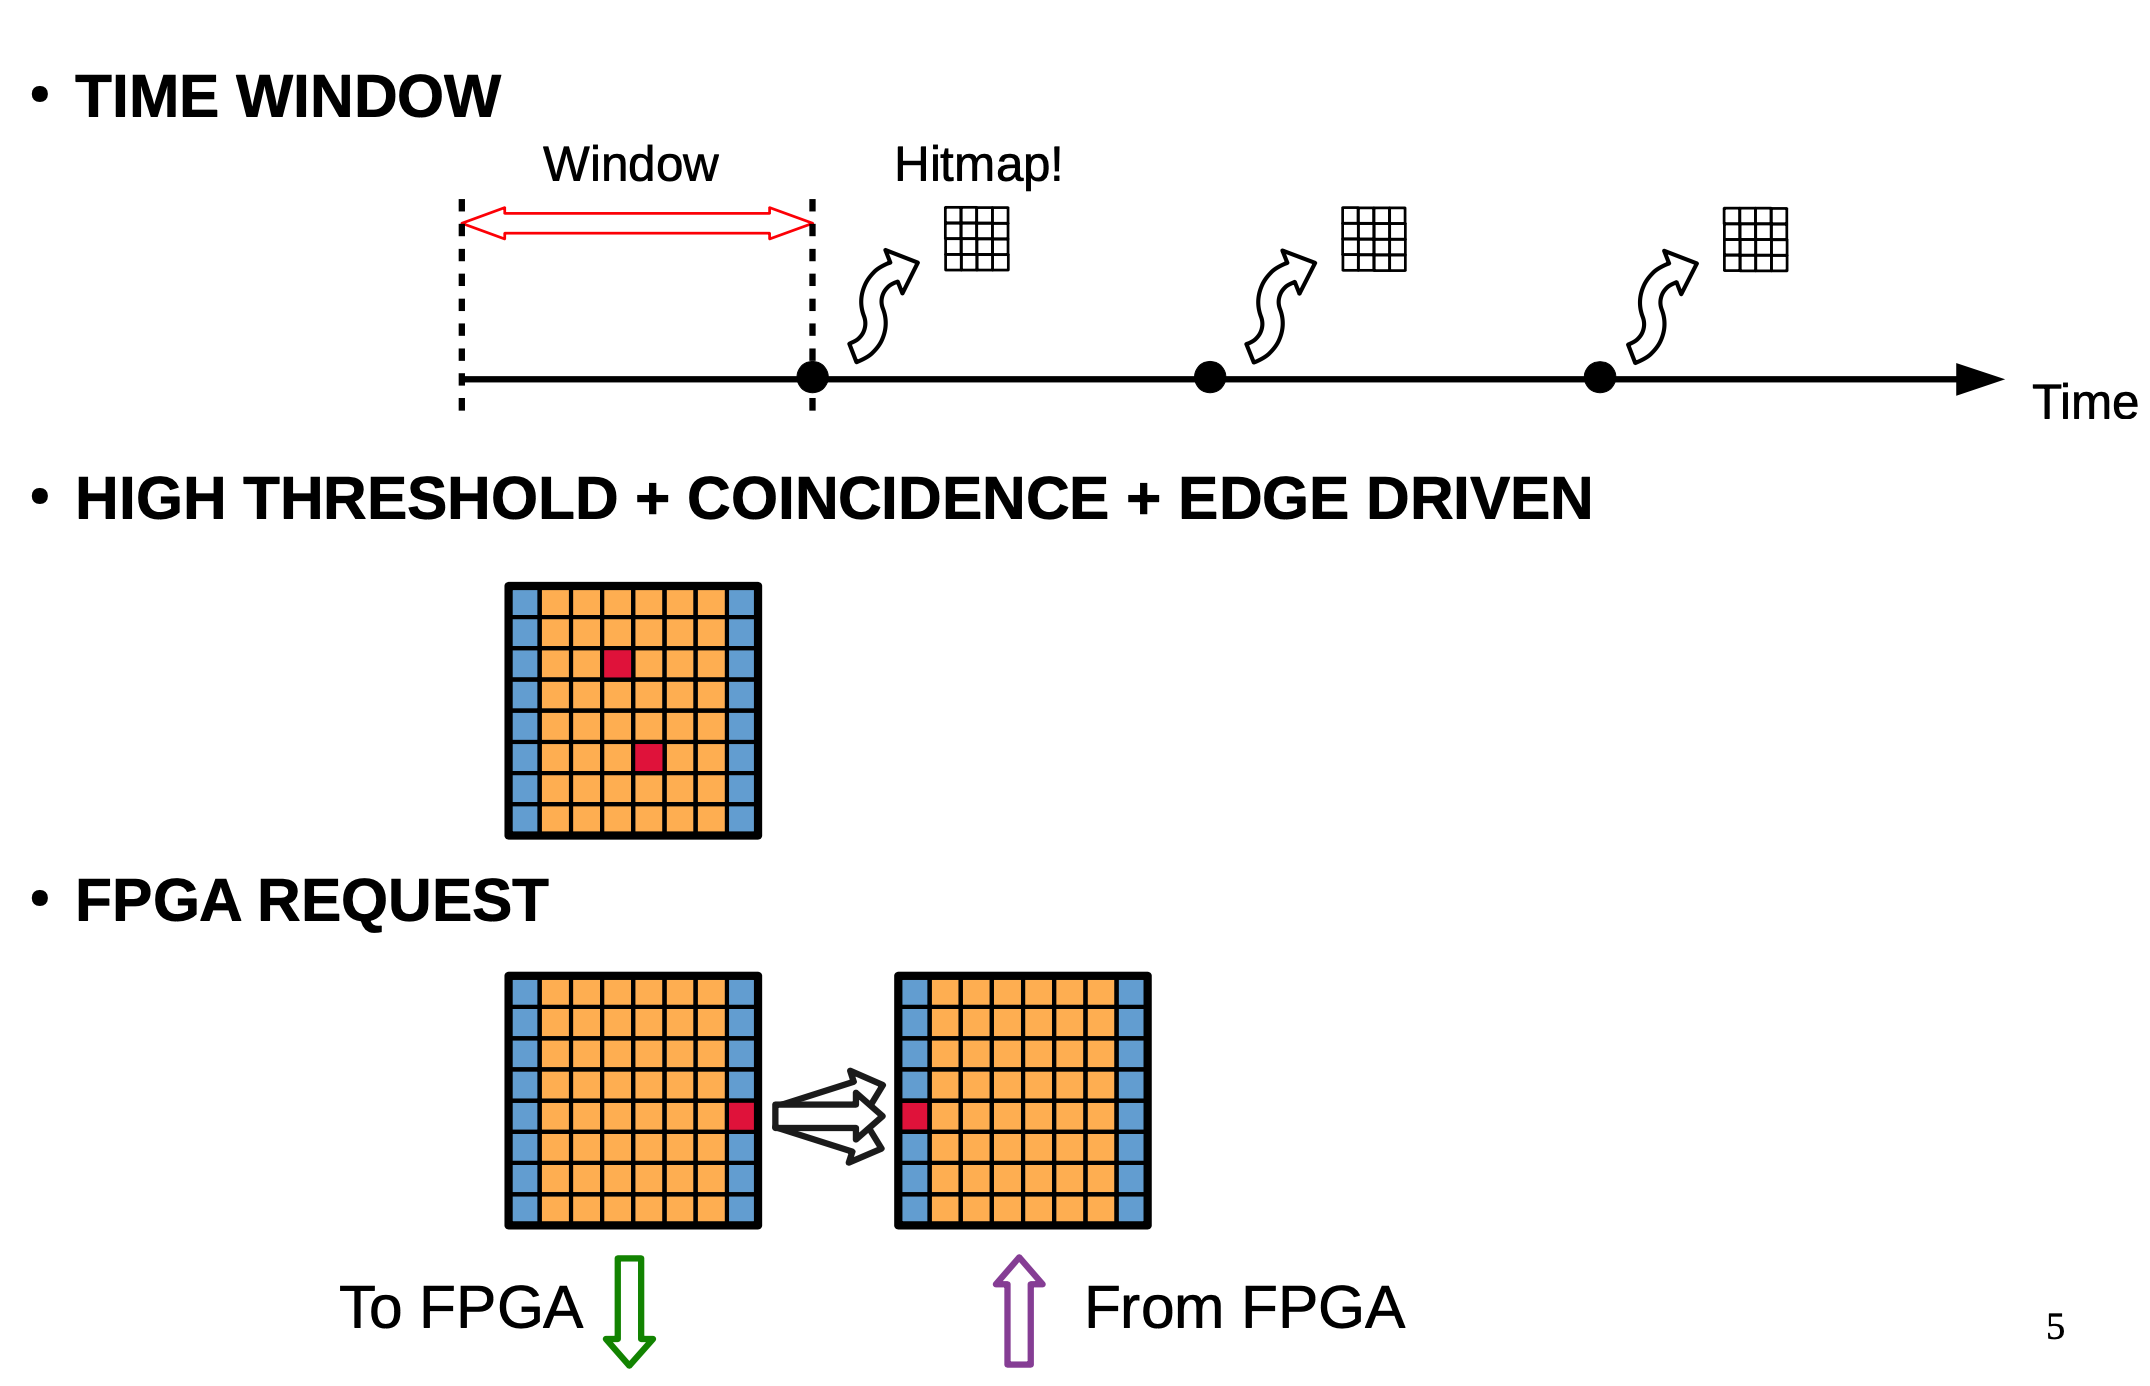 • TIME WINDOW
Window
Hitmap!
Time
• HIGH THRESHOLD + COINCIDENCE + EDGE DRIVEN
• FPGA REQUEST
To FPGA
From FPGA
5